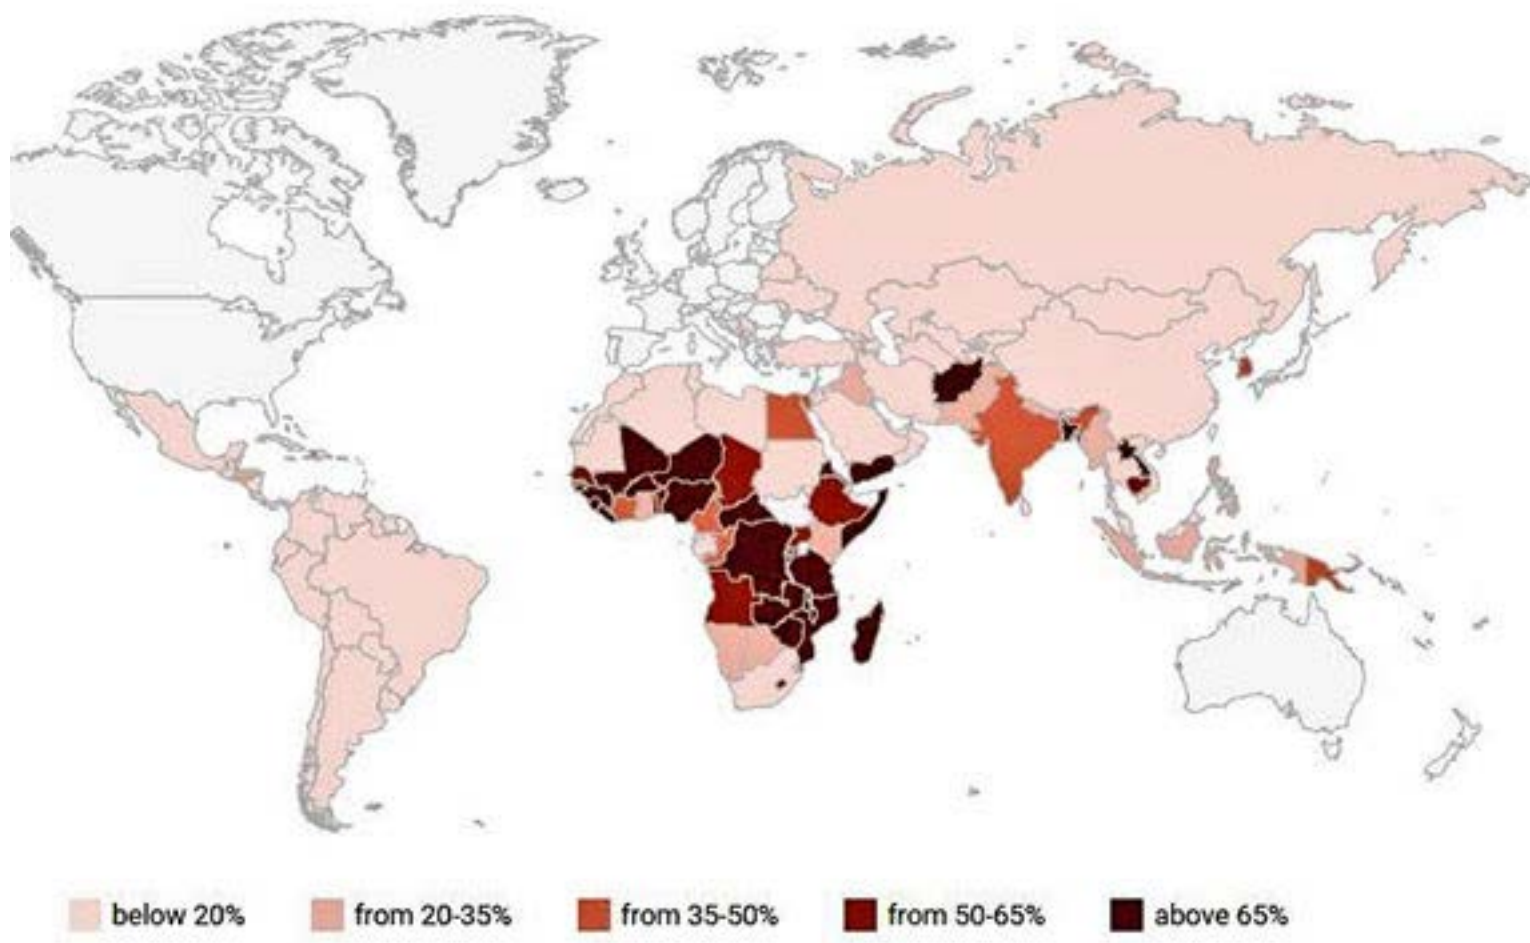 below 20%
from 20-35%
from 35-50%
from 50-65%
above 65%